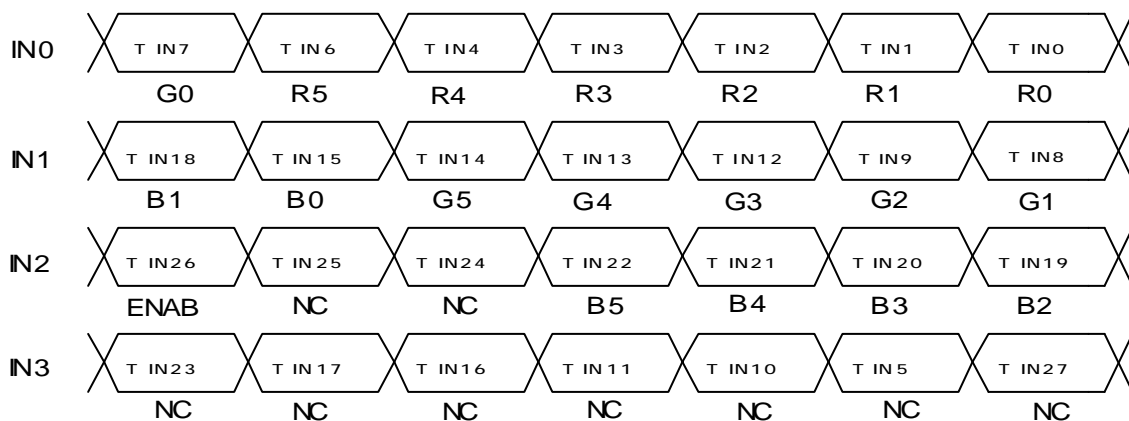 IN0 T IN7 T IN6 T IN4 T IN3 T IN2 T IN1 T IN0
G0 R5 R4 R3 R2 R1 R0
IN1 T IN18 T IN15 T IN14 T IN13 T IN12 T IN9 T IN8
B1 B0 G5 G4 G3 G2 G1
IN2 T IN26 T IN25 T IN24 T IN22 T IN21 T IN20 T IN19
ENAB NC NC B5 B4 B3 B2
IN3 T IN23 T IN17 T IN16 T IN11 T IN10 T IN5 T IN27
NC NC NC NC NC NC NC